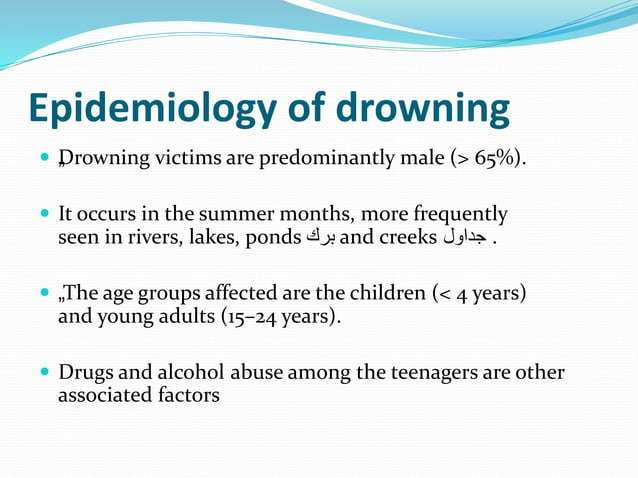 Epidemiology of drowning
• „Drowning victims are predominantly male (> 65%).
• It occurs in the summer months, more frequently
seen in rivers, lakes, ponds برك and creeks جداول .
• „The age groups affected are the children (< 4 years)
and young adults (15–24 years).
• Drugs and alcohol abuse among the teenagers are other
associated factors